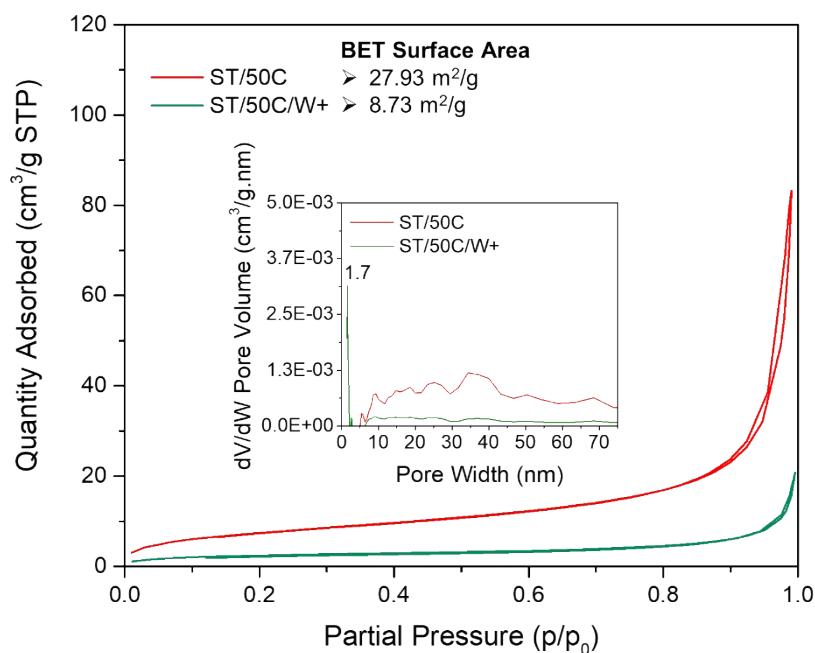 BET Surface Area
ST/50C ➤ 27.93 m²/g
ST/50C/W+ ➤ 8.73 m²/g
120
100
80
60
40
20
0
Quantity Adsorbed (cm³/g STP)
0.0 0.2 0.4 0.6 0.8 1.0
Partial Pressure (p/p₀)
ST/50C
ST/50C/W+
1.7
5.0E-03
3.7E-03
2.5E-03
1.3E-03
0.0E+00
dV/dW Pore Volume (cm³/g.nm)
0 10 20 30 40 50 60 70
Pore Width (nm)